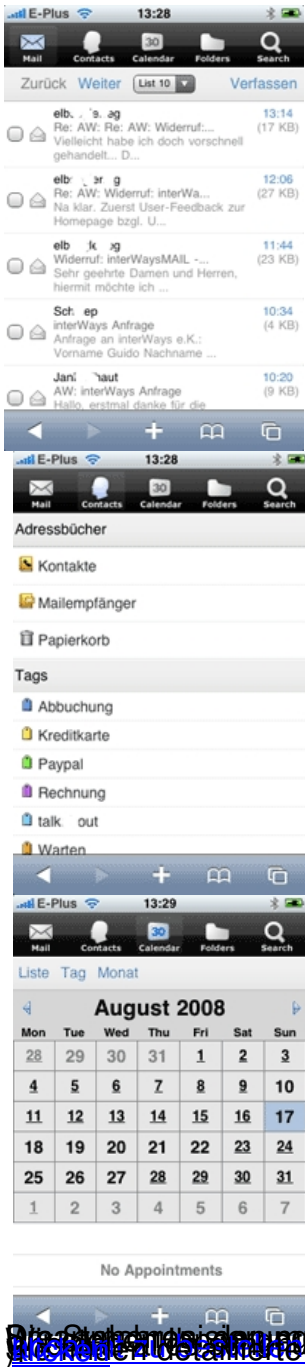 E-Plus 13:28
Mail Contacts Calendar Folders Search
Zurück Weiter List 10 Verfassen
13:14
Re: AW: Re: AW: Widerruf:... (17 KB)
Vielleicht habe ich doch vorschnell
gehandelt... D...
12:06
Re: AW: Widerruf: interWa... (27 KB)
Na klar. Zuerst User-Feedback zur
Homepage bzgl. U...
11:44
Widerruf: interWaysMAIL -... (23 KB)
Sehr geehrte Damen und Herren,
hiermit möchte ich ...
10:34
interWays Anfrage (4 KB)
Anfrage an interWays e.K.:
Vorname Guido Nachname ...
10:20
AW: interWays Anfrage (9 KB)
Hallo, erstmal danke für die
E-Plus 13:28
Mail Contacts Calendar Folders Search
Adressbücher
Kontakte
Mailempfänger
Papierkorb
Tags
Abbuchung
Kreditkarte
Paypal
Rechnung
talk out
Warten
E-Plus 13:29
Mail Contacts Calendar Folders Search
Liste Tag Monat
August 2008
Mon Tue Wed Thu Fri Sat Sun
28 29 30 31 1 2 3
4 5 6 7 8 9 10
11 12 13 14 15 16 17
18 19 20 21 22 23 24
25 26 27 28 29 30 31
1 2 3 4 5 6 7
No Appointments